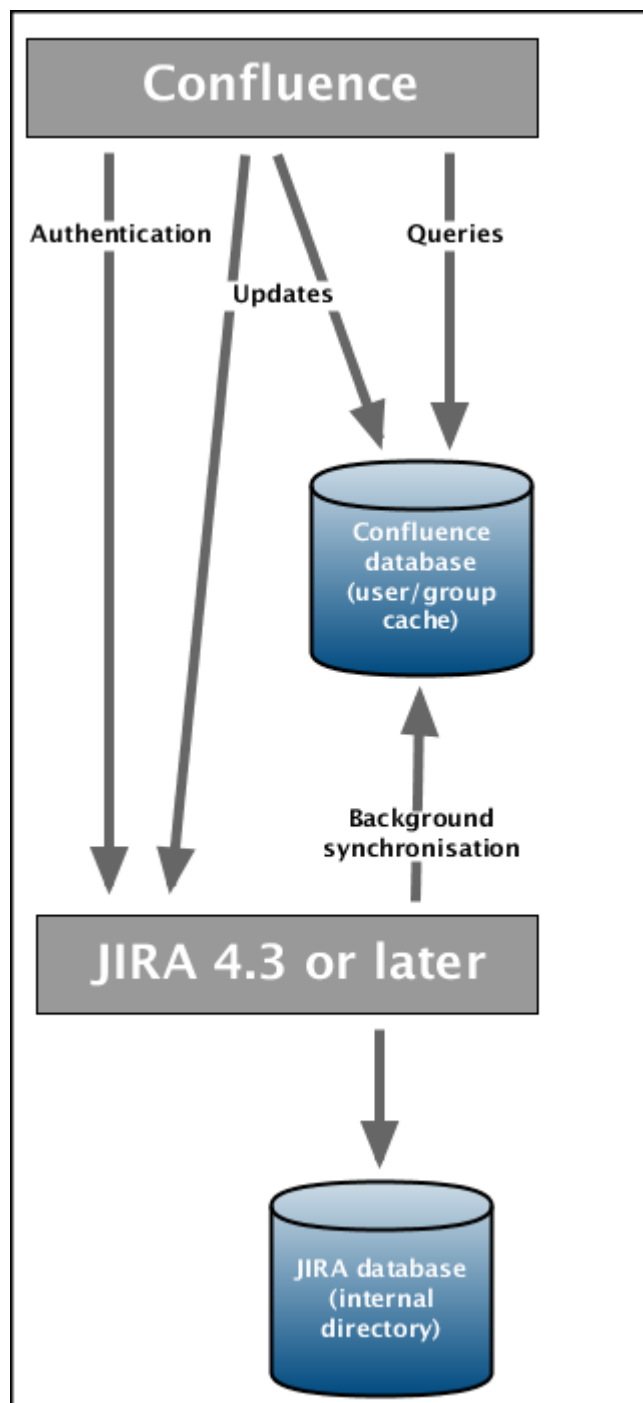 Confluence
Authentication
Queries
Updates
Confluence
database
(user/group
cache)
Background
synchronisation
JIRA 4.3 or later
JIRA database
(internal
directory)